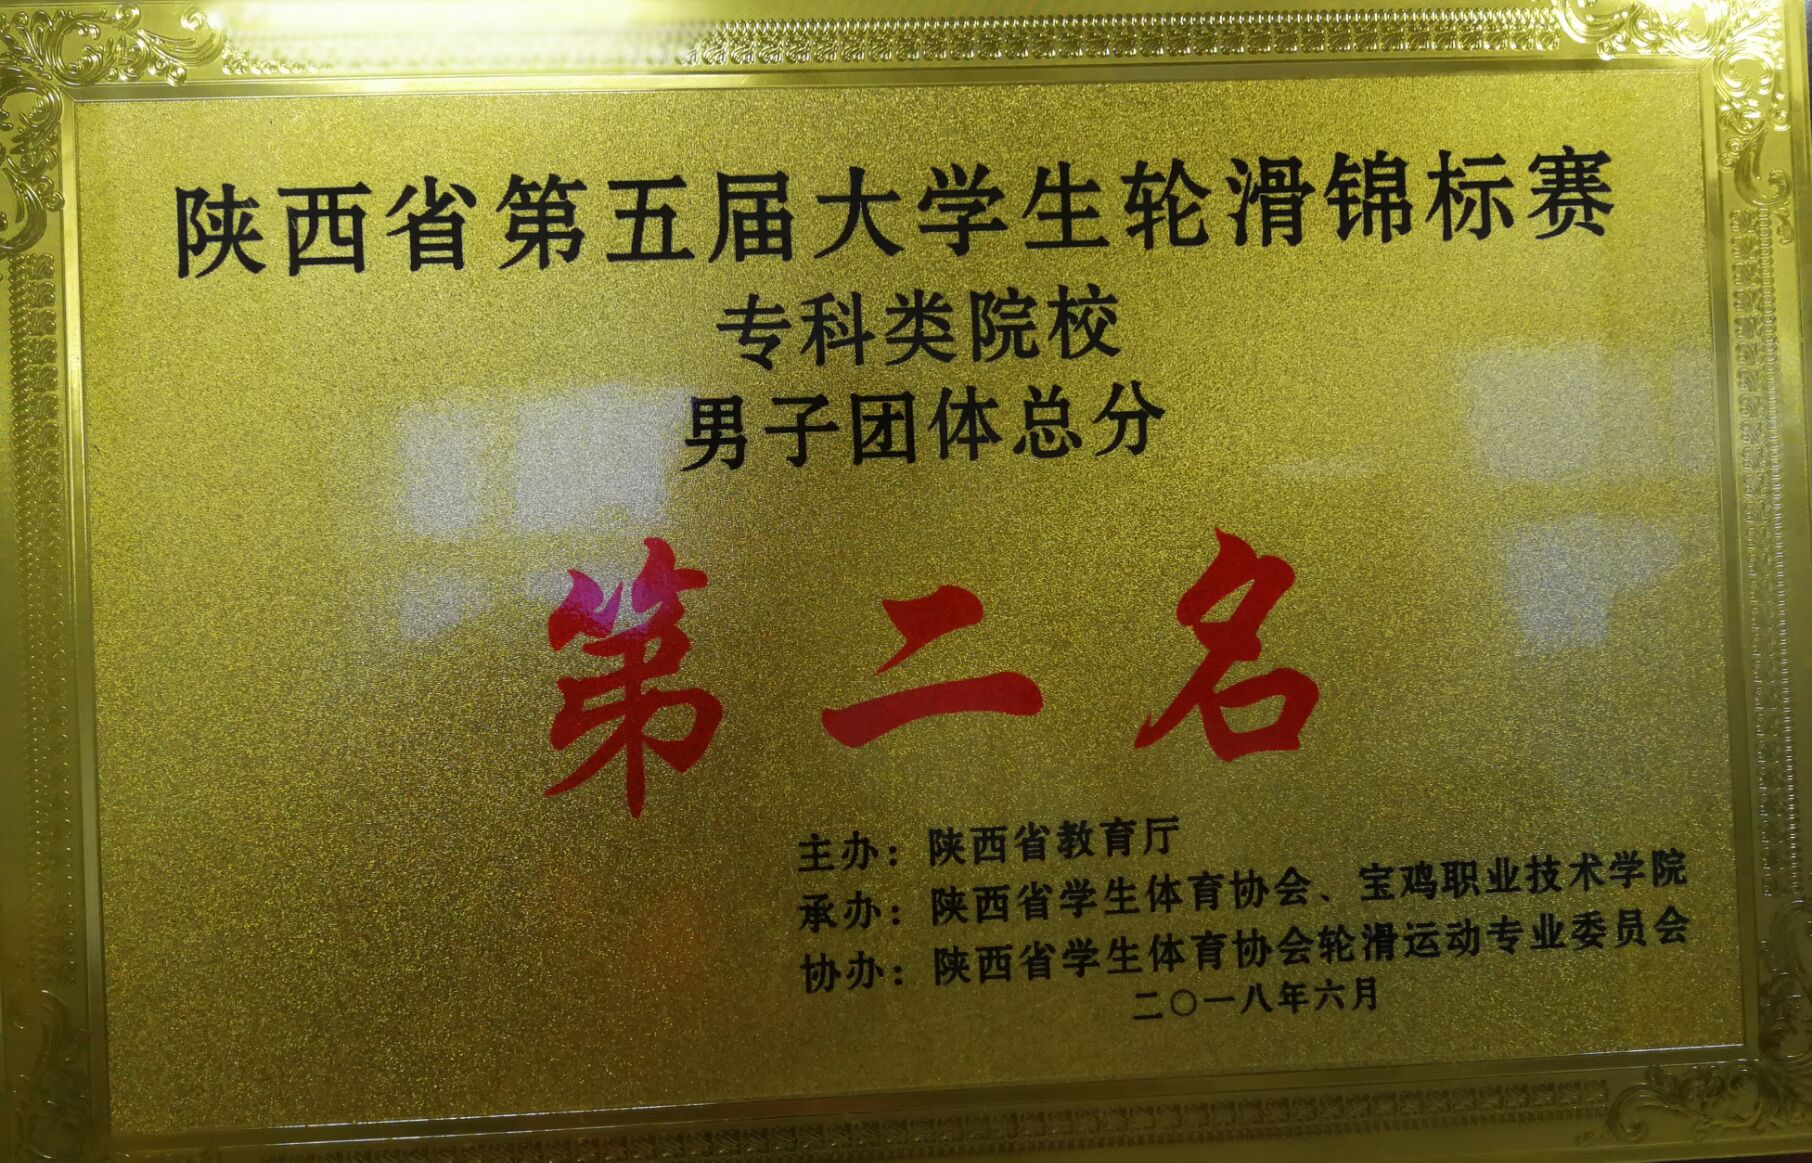 陕西省第五届大学生轮滑锦标赛
专科类院校
男子团体总分
第二名
主办：陕西省教育厅
承办：陕西省学生体育协会、宝鸡职业技术学院
协办：陕西省学生体育协会轮滑运动专业委员会
二〇一八年六月